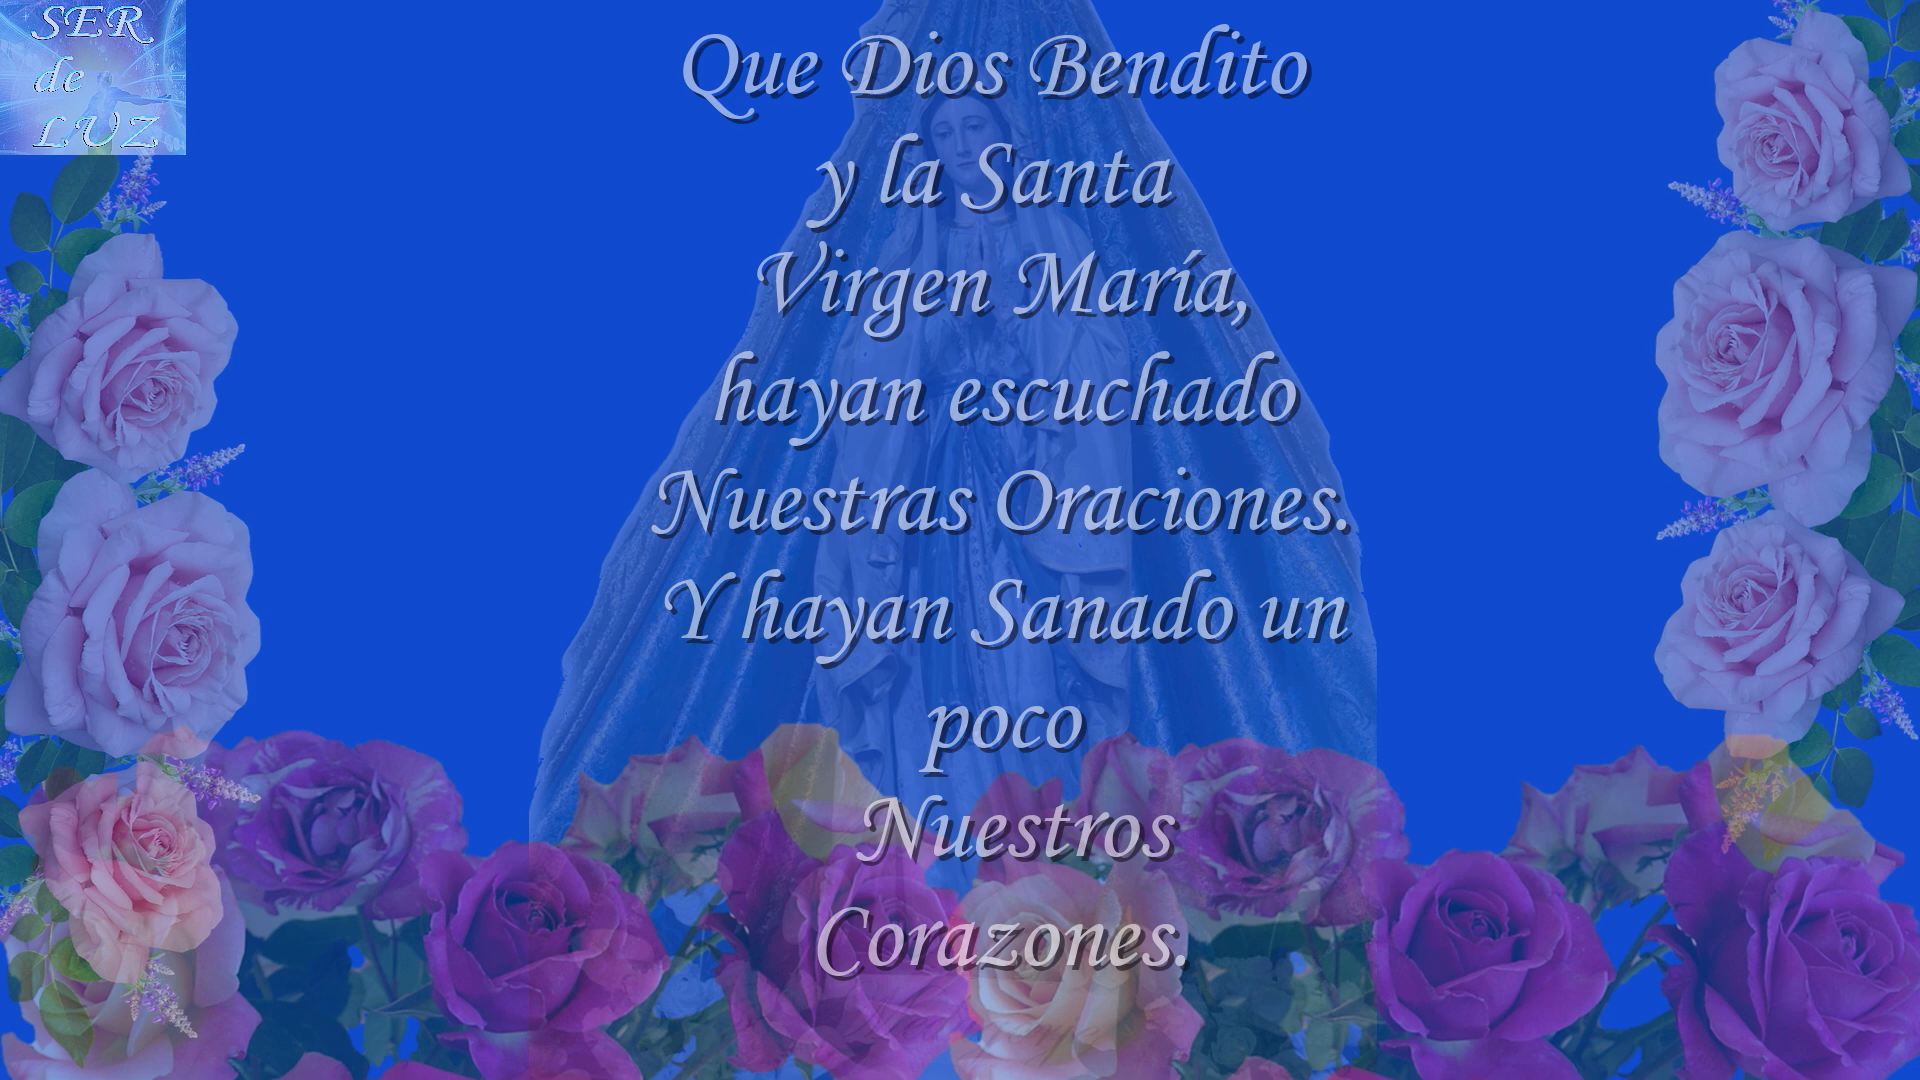 SER
de
LUZ
Que Dios Bendito
y la Santa
Virgen María,
hayan escuchado
Nuestras Oraciones.
Y hayan Sanado un
poco
Nuestros
Corazones.